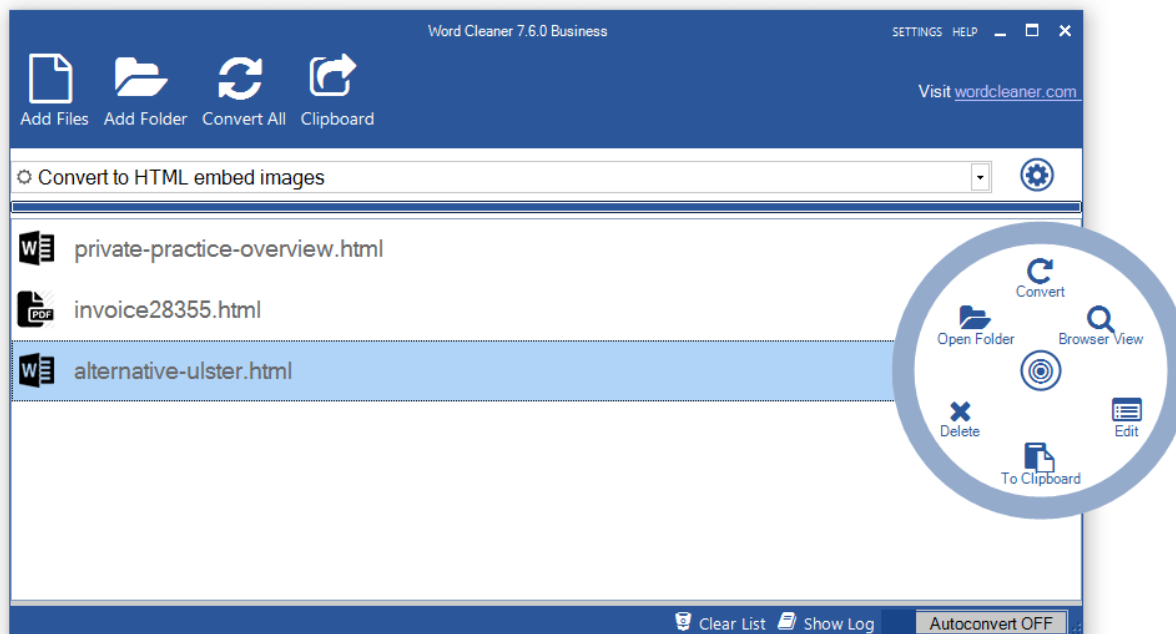 Word Cleaner 7.6.0 Business
SETTINGS HELP
Add Files Add Folder Convert All Clipboard
Visit wordcleaner.com
Convert to HTML embed images
W private-practice-overview.html
PDF invoice28355.html
W alternative-ulster.html
Convert
Open Folder Browser View
Delete Edit
To Clipboard
Clear List Show Log Autoconvert OFF